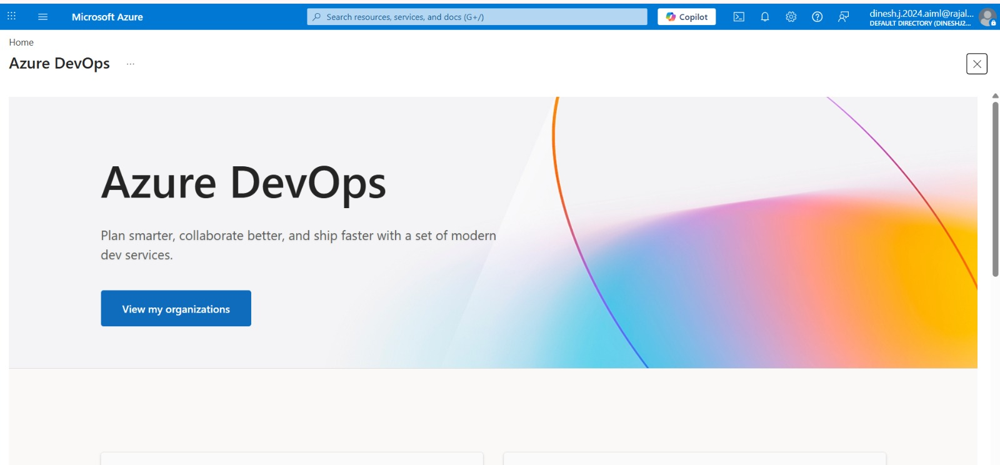 Microsoft Azure
Search resources, services, and docs (G+/)
Copilot
dinesh.j.2024.aiml@rajal...
DEFAULT DIRECTORY (DINESHJ2...
Home
Azure DevOps
...
Azure DevOps
Plan smarter, collaborate better, and ship faster with a set of modern
dev services.
View my organizations